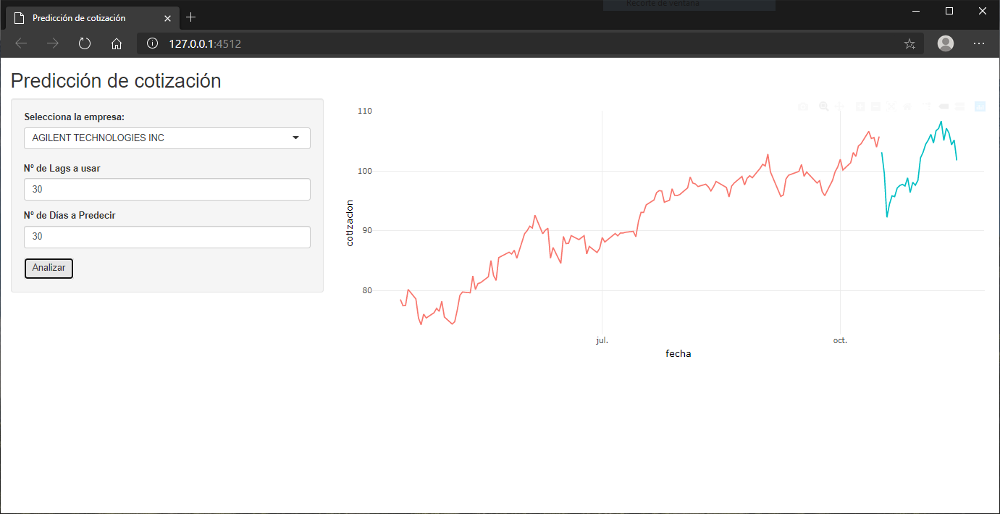 Recorte de ventana
Predicción de cotización
127.0.0.1:4512
Predicción de cotización
Selecciona la empresa:
AGILENT TECHNOLOGIES INC
Nº de Lags a usar
30
Nº de Días a Predecir
30
Analizar
110
100
90
80
cotizacion
jul.
oct.
fecha